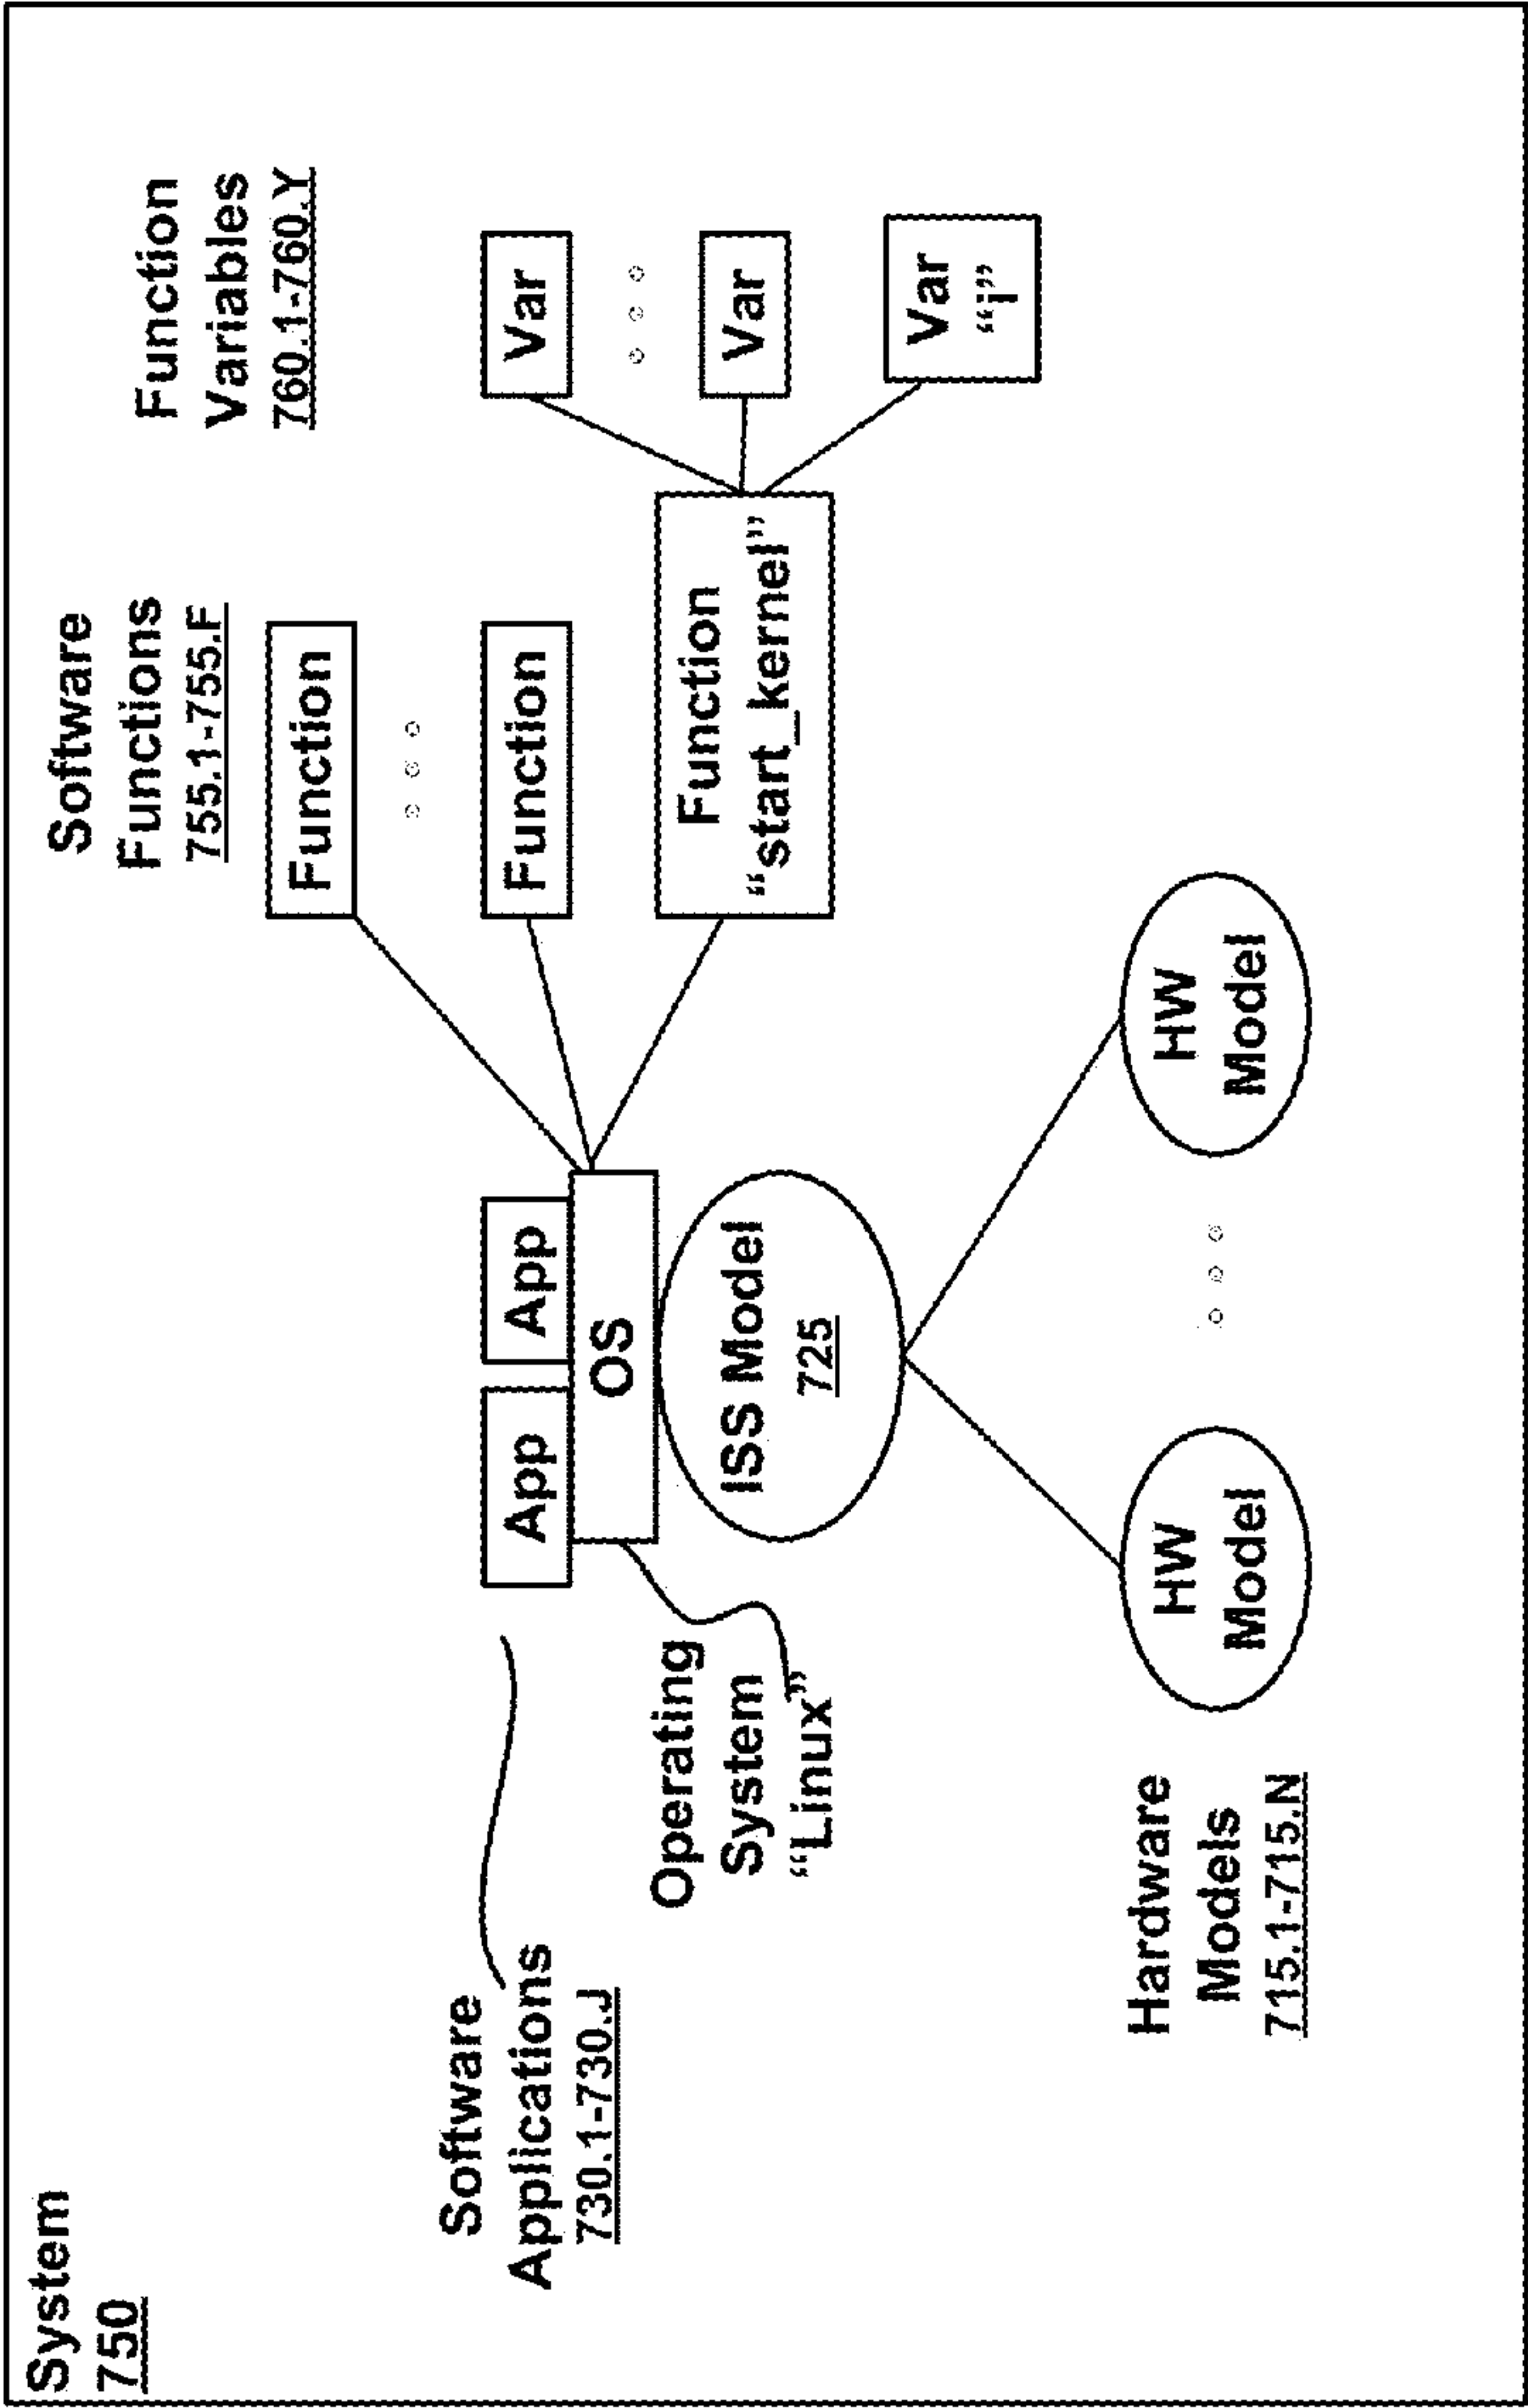 System
750
Software
Functions
755.1-755.F
Function
Variables
760.1-760.Y
Function
Function
Function
"start_kernel"
Var
Var
Var
"i"
Software
Applications
730.1-730.J
App
App
OS
Operating
System
"Linux"
ISS Model
725
Hardware
Models
715.1-715.N
HW
Model
HW
Model